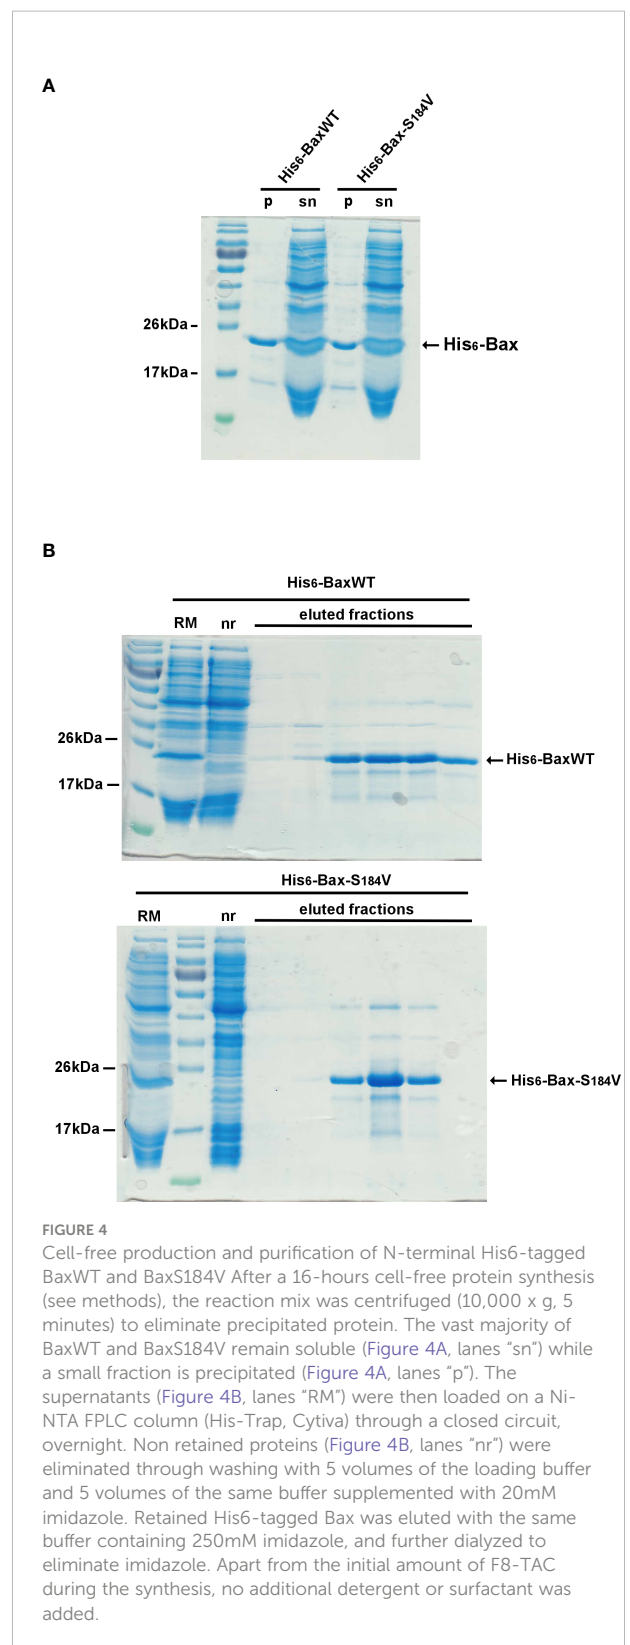 A
His6-BaxWT
His6-Bax-S184V
p sn p sn
26kDa
His6-Bax
17kDa
B
His6-BaxWT
eluted fractions
RM nr
26kDa
His6-BaxWT
17kDa
His6-Bax-S184V
eluted fractions
RM nr
26kDa
His6-Bax-S184V
17kDa
FIGURE 4
Cell-free production and purification of N-terminal His6-tagged
BaxWT and BaxS184V After a 16-hours cell-free protein synthesis
(see methods), the reaction mix was centrifuged (10,000 x g, 5
minutes) to eliminate precipitated protein. The vast majority of
BaxWT and BaxS184V remain soluble (Figure 4A, lanes “sn”) while
a small fraction is precipitated (Figure 4A, lanes “p”). The
supernatants (Figure 4B, lanes “RM”) were then loaded on a Ni-
NTA FPLC column (His-Trap, Cytiva) through a closed circuit,
overnight. Non retained proteins (Figure 4B, lanes “nr”) were
eliminated through washing with 5 volumes of the loading buffer
and 5 volumes of the same buffer supplemented with 20mM
imidazole. Retained His6-tagged Bax was eluted with the same
buffer containing 250mM imidazole, and further dialyzed to
eliminate imidazole. Apart from the initial amount of F8-TAC
during the synthesis, no additional detergent or surfactant was
added.